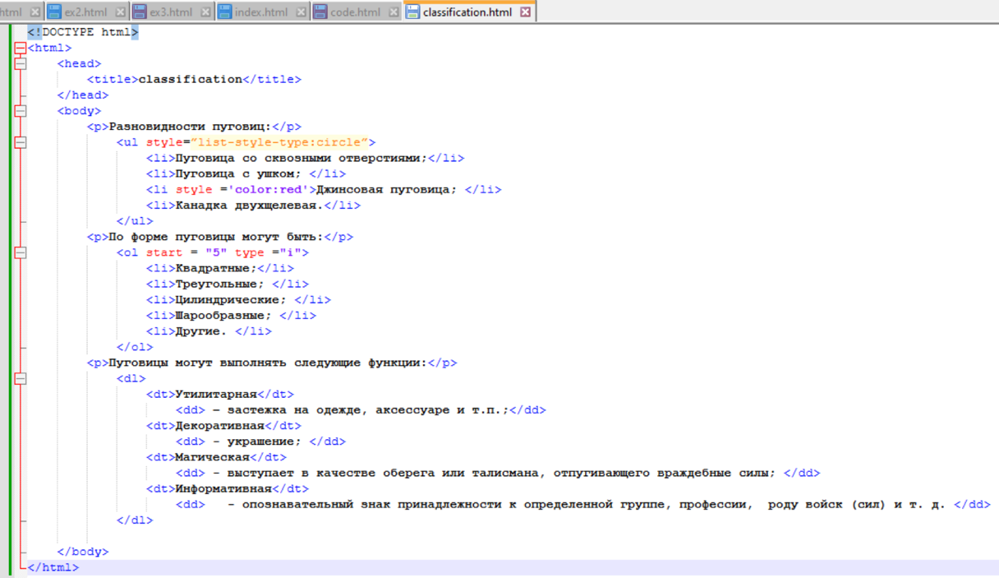 html ex2.html ex3.html index.html code.html classification.html
<!DOCTYPE html>
<html>
<head>
<title>classification</title>
</head>
<body>
<p>Разновидности пуговиц:</p>
<ul style=”list-style-type:circle”>
<li>Пуговица со сквозными отверстиями;</li>
<li>Пуговица с ушком; </li>
<li style ='color:red'>Джинсовая пуговица; </li>
<li>Канадка двухщелевая.</li>
</ul>
<p>По форме пуговицы могут быть:</p>
<ol start = "5" type ="i">
<li>Квадратные;</li>
<li>Треугольные; </li>
<li>Цилиндрические; </li>
<li>Шарообразные; </li>
<li>Другие. </li>
</ol>
<p>Пуговицы могут выполнять следующие функции:</p>
<dl>
<dt>Утилитарная</dt>
<dd> – застежка на одежде, аксессуаре и т.п.;</dd>
<dt>Декоративная</dt>
<dd> - украшение; </dd>
<dt>Магическая</dt>
<dd> - выступает в качестве оберега или талисмана, отпугивающего враждебные силы; </dd>
<dt>Информативная</dt>
<dd>   - опознавательный знак принадлежности к определенной группе, профессии,  роду войск (сил) и т. д. </dd>
</dl>
</body>
</html>